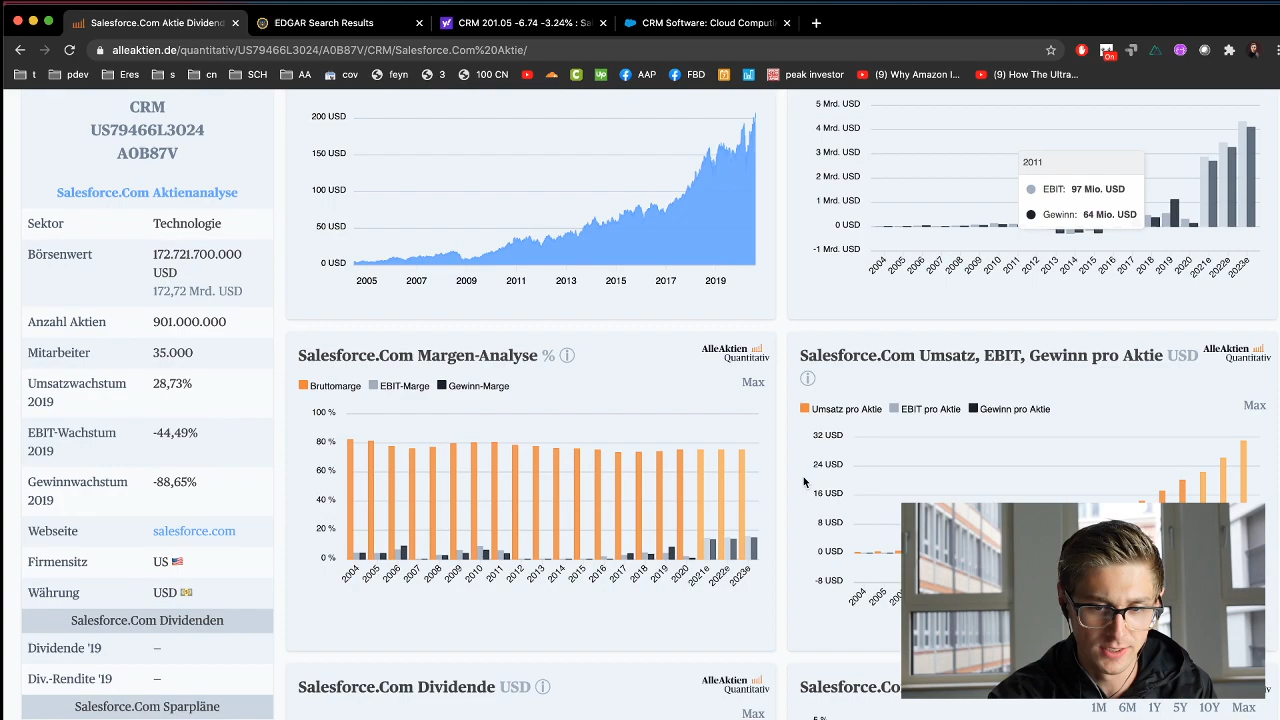 Salesforce.Com Aktie Dividend
EDGAR Search Results
CRM 201.05 -6.74 -3.24% : Sal
CRM Software: Cloud Computi
alleaktien.de/quantitativ/US79466L3O24/A0B87V/CRM/Salesforce.Com%20Aktie/
On
t
pdev
Eres
s
cn
SCH
AA
cov
feyn
3
100 CN
AAP
FBD
peak investor
(9) Why Amazon I...
(9) How The Ultra...
CRM
US79466L3O24
A0B87V
Salesforce.Com Aktienanalyse
Sektor
Technologie
Börsenwert
172.721.700.000
USD
172,72 Mrd. USD
Anzahl Aktien
901.000.000
Mitarbeiter
35.000
Umsatzwachstum
2019
28,73%
EBIT-Wachstum
2019
-44,49%
Gewinnwachstum
2019
-88,65%
Webseite
salesforce.com
Firmensitz
US
Währung
USD
Salesforce.Com Dividenden
Dividende '19
–
Div.-Rendite '19
–
Salesforce.Com Sparpläne
200 USD
150 USD
100 USD
50 USD
0 USD
2005
2007
2009
2011
2013
2015
2017
2019
5 Mrd. USD
4 Mrd. USD
3 Mrd. USD
2 Mrd. USD
1 Mrd. USD
0 USD
-1 Mrd. USD
2011
EBIT: 97 Mio. USD
Gewinn: 64 Mio. USD
2004
2005
2006
2007
2008
2009
2010
2011
2012
2013
2014
2015
2016
2017
2018
2019
2020
2021e
2022e
2023e
Salesforce.Com Margen-Analyse %
AlleAktien
Quantitativ
Max
Bruttomarge
EBIT-Marge
Gewinn-Marge
100 %
80 %
60 %
40 %
20 %
0 %
2004
2005
2006
2007
2008
2009
2010
2011
2012
2013
2014
2015
2016
2017
2018
2019
2020
2021e
2022e
2023e
Salesforce.Com Umsatz, EBIT, Gewinn pro Aktie USD
AlleAktien
Quantitativ
Max
Umsatz pro Aktie
EBIT pro Aktie
Gewinn pro Aktie
32 USD
24 USD
16 USD
8 USD
0 USD
-8 USD
2004
2005
Salesforce.Com Dividende USD
AlleAktien
Quantitativ
Max
Salesforce.Co
1M
6M
1Y
5Y
10Y
Max